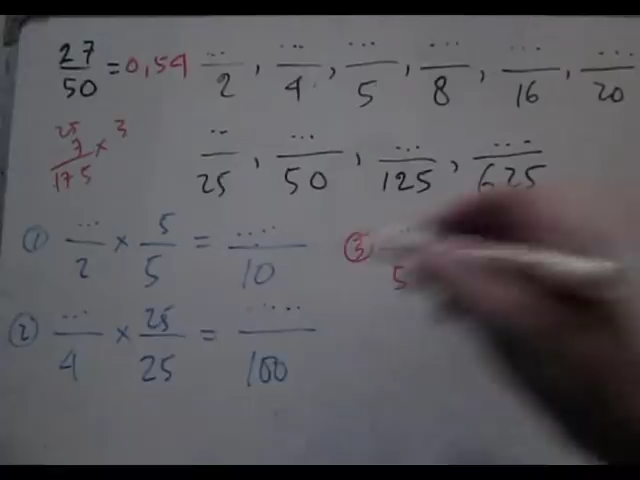 27/50 = 0,54 .../2 , .../4 , .../5 , .../8 , .../16 , .../20
25
7 × 3
175
.../25 , .../50 , .../125 , .../625
① .../2 × 5/5 = ..../10
② .../4 × 25/25 = ...../100
③ .../5